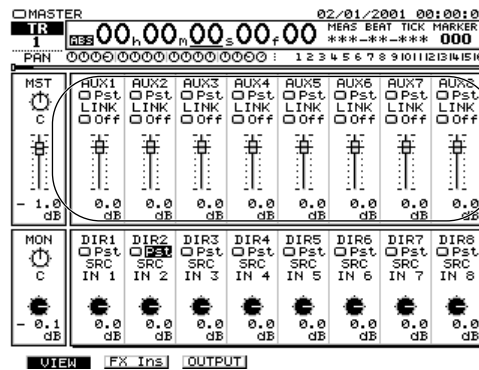 MASTER 02/01/2001 00:00:0
TR 1 ABS 00h00m00s00f00 MEAS BEAT TICK MARKER
***-**-*** 000
PAN 1 2 3 4 5 6 7 8 9 10 11 12 13 14 15 16
MST AUX1 AUX2 AUX3 AUX4 AUX5 AUX6 AUX7 AUX8
Pst Pst Pst Pst Pst Pst Pst Pst
LINK LINK LINK LINK LINK LINK LINK LINK
C Off Off Off Off Off Off Off Off
- 1.0 0.0 0.0 0.0 0.0 0.0 0.0 0.0 0.0
dB dB dB dB dB dB dB dB dB
MON DIR1 DIR2 DIR3 DIR4 DIR5 DIR6 DIR7 DIR8
Pst Pst Pst Pst Pst Pst Pst Pst
SRC SRC SRC SRC SRC SRC SRC SRC
C IN 1 IN 2 IN 3 IN 4 IN 5 IN 6 IN 7 IN 8
- 0.1 0.0 0.0 0.0 0.0 0.0 0.0 0.0 0.0
dB dB dB dB dB dB dB dB dB
VIEW FX Ins OUTPUT